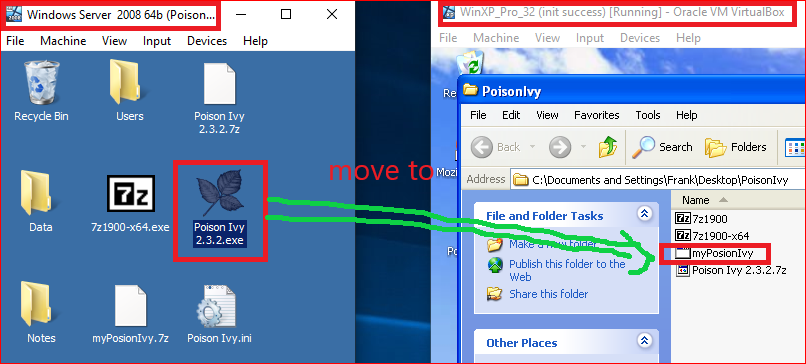 Windows Server 2008 64b (Poison...
File Machine View Input Devices Help
Recycle Bin
Users
Poison Ivy
2.3.2.7z
Data
7z
7z1900-x64.exe
Poison Ivy
2.3.2.exe
Notes
myPosionIvy.7z
Poison Ivy.ini
move to
WinXP_Pro_32 (init success) [Running] - Oracle VM VirtualBox
File Machine View Input Devices Help
Re
Mozi
Po
PoisonIvy
File Edit View Favorites Tools Help
Back Search Folders
Address C:\Documents and Settings\Frank\Desktop\PoisonIvy
File and Folder Tasks
Make a new folder
Publish this folder to the
Web
Share this folder
Other Places
Name
7z1900
7z1900-x64
myPosionIvy
Poison Ivy 2.3.2.7z